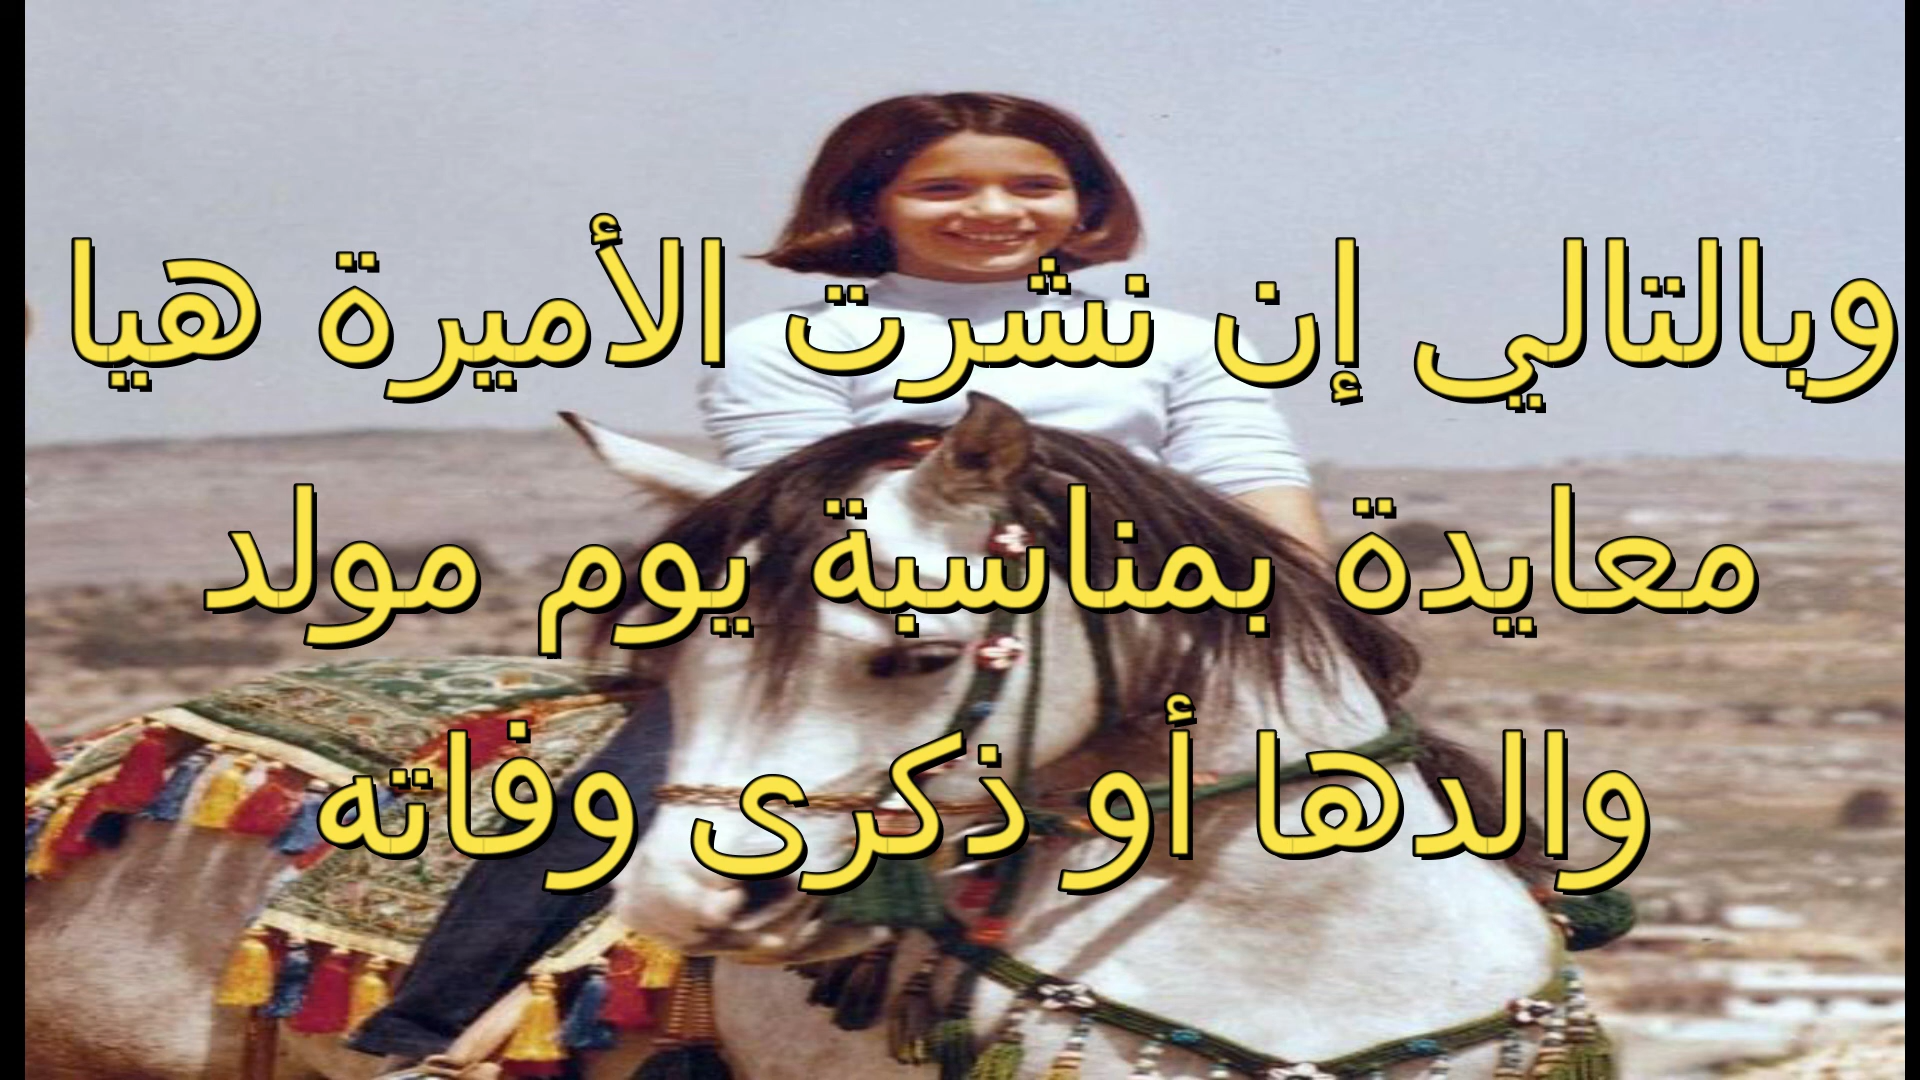 وبالتالي إن نشرت الأميرة هيا
معايدة بمناسبة يوم مولد
والدها أو ذكرى وفاته